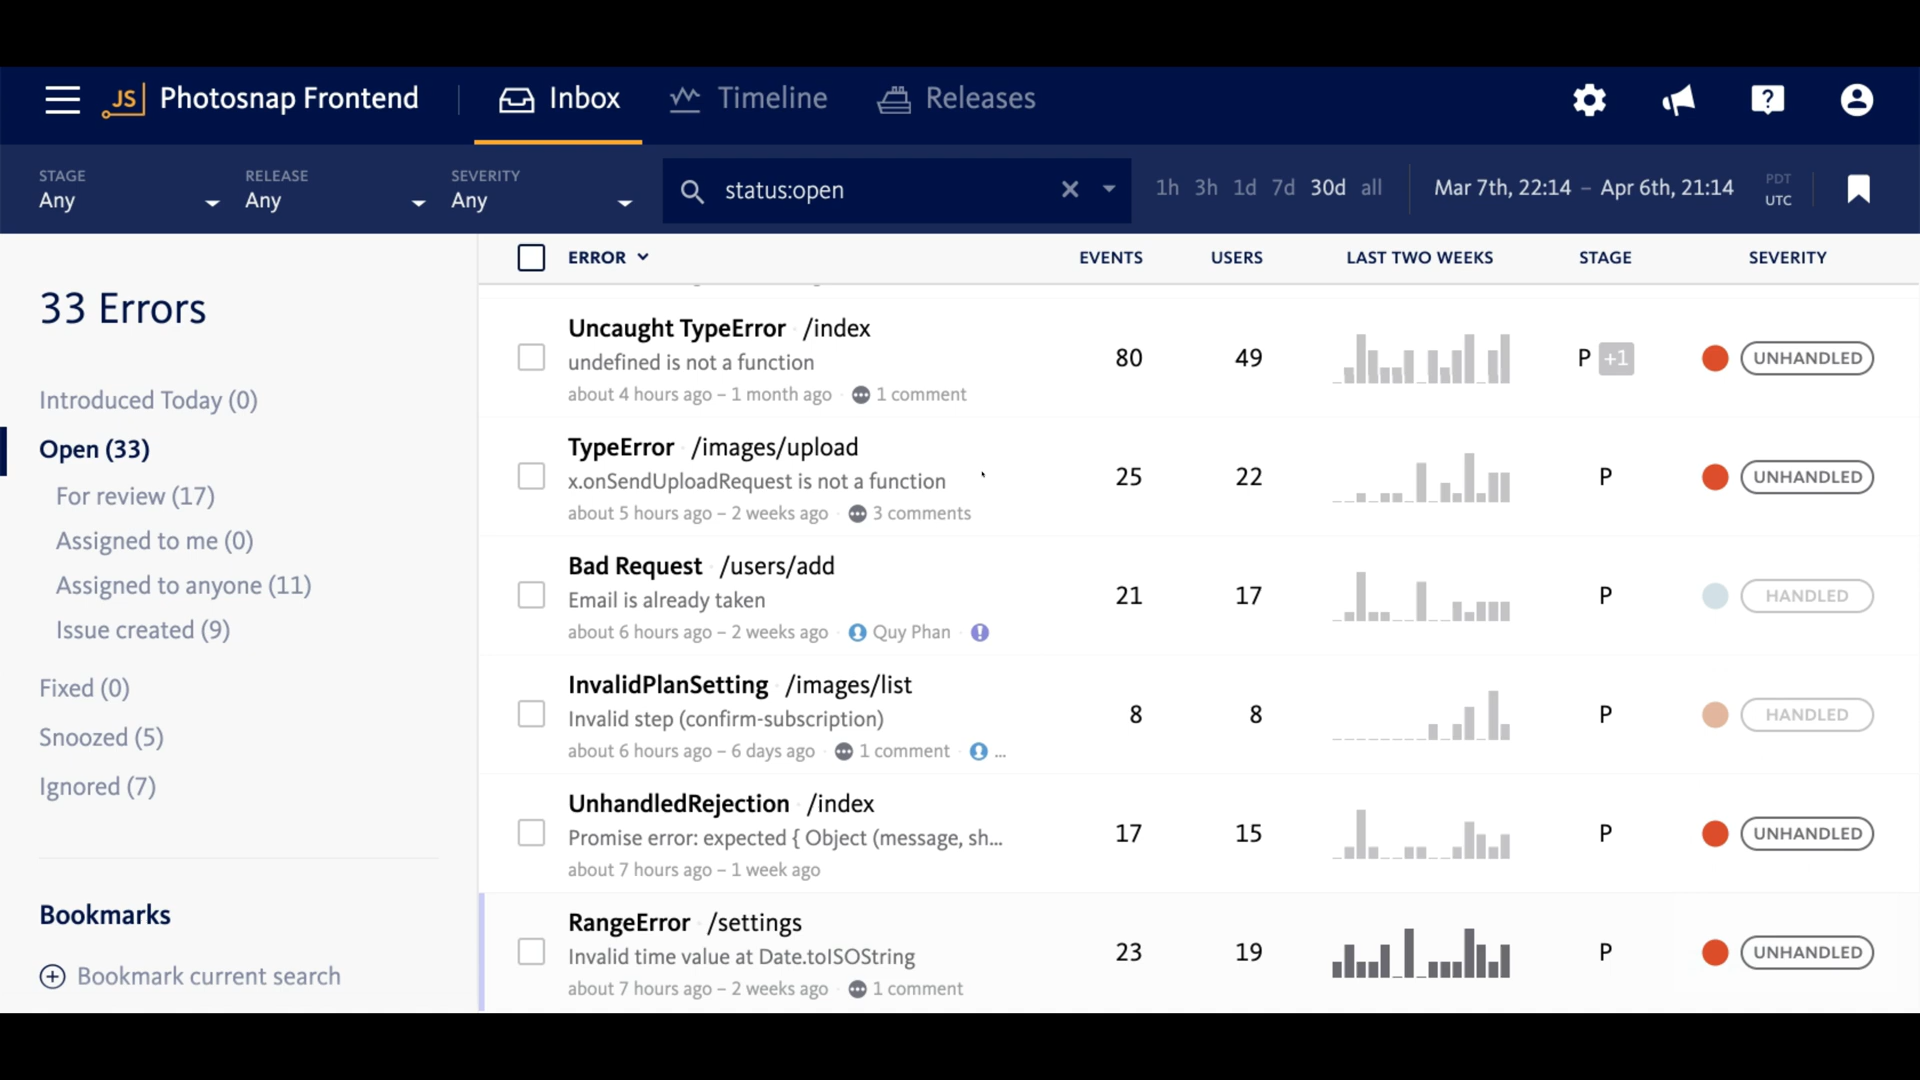 JS Photosnap Frontend Inbox Timeline Releases
STAGE RELEASE SEVERITY
Any Any Any
status:open
1h 3h 1d 7d 30d all
Mar 7th, 22:14 – Apr 6th, 21:14
PDT
UTC
33 Errors
Introduced Today (0)
Open (33)
For review (17)
Assigned to me (0)
Assigned to anyone (11)
Issue created (9)
Fixed (0)
Snoozed (5)
Ignored (7)
Bookmarks
Bookmark current search
ERROR EVENTS USERS LAST TWO WEEKS STAGE SEVERITY
Uncaught TypeError · /index
undefined is not a function
about 4 hours ago – 1 month ago · 1 comment
80 49 P +1 UNHANDLED
TypeError · /images/upload
x.onSendUploadRequest is not a function
about 5 hours ago – 2 weeks ago · 3 comments
25 22 P UNHANDLED
Bad Request · /users/add
Email is already taken
about 6 hours ago – 2 weeks ago · Quy Phan ·
21 17 P HANDLED
InvalidPlanSetting · /images/list
Invalid step (confirm-subscription)
about 6 hours ago – 6 days ago · 1 comment · ...
8 8 P HANDLED
UnhandledRejection · /index
Promise error: expected { Object (message, sh...
about 7 hours ago – 1 week ago
17 15 P UNHANDLED
RangeError · /settings
Invalid time value at Date.toISOString
about 7 hours ago – 2 weeks ago · 1 comment
23 19 P UNHANDLED